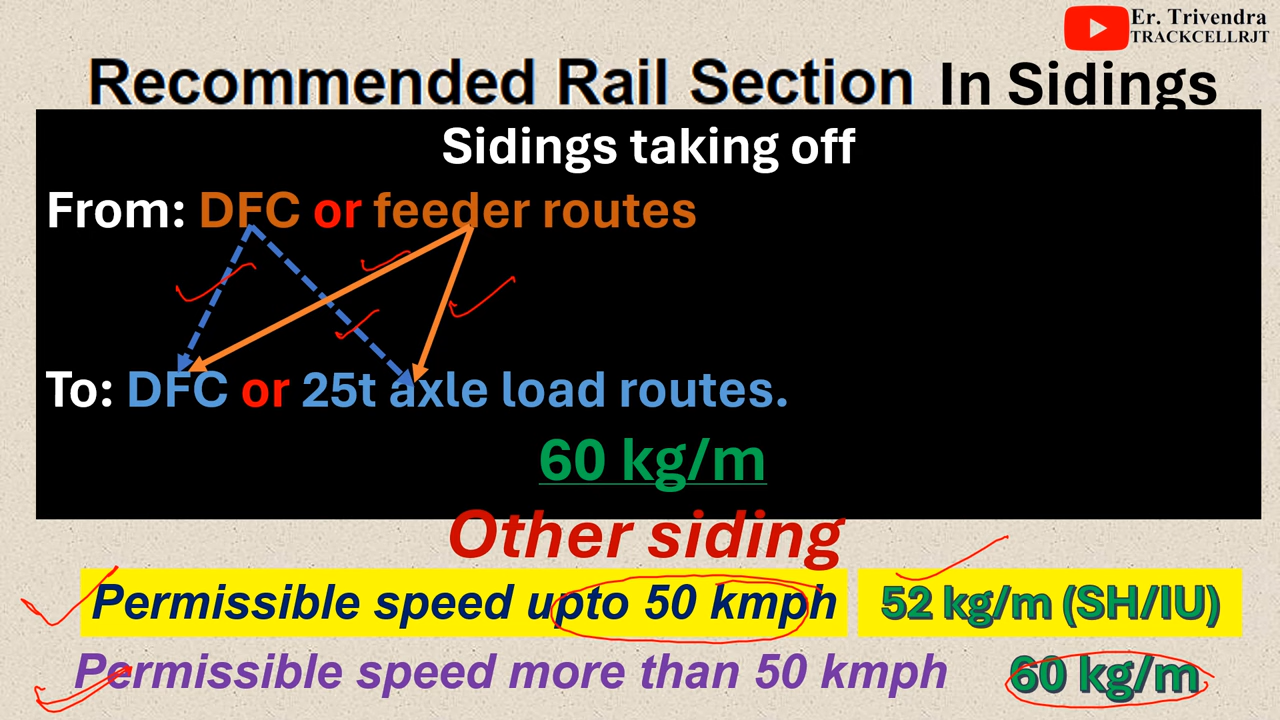 Er. Trivendra
TRACKCELLRJT
Recommended Rail Section In Sidings
Sidings taking off
From: DFC or feeder routes
To: DFC or 25t axle load routes.
60 kg/m
Other siding
Permissible speed upto 50 kmph 52 kg/m (SH/IU)
Permissible speed more than 50 kmph 60 kg/m